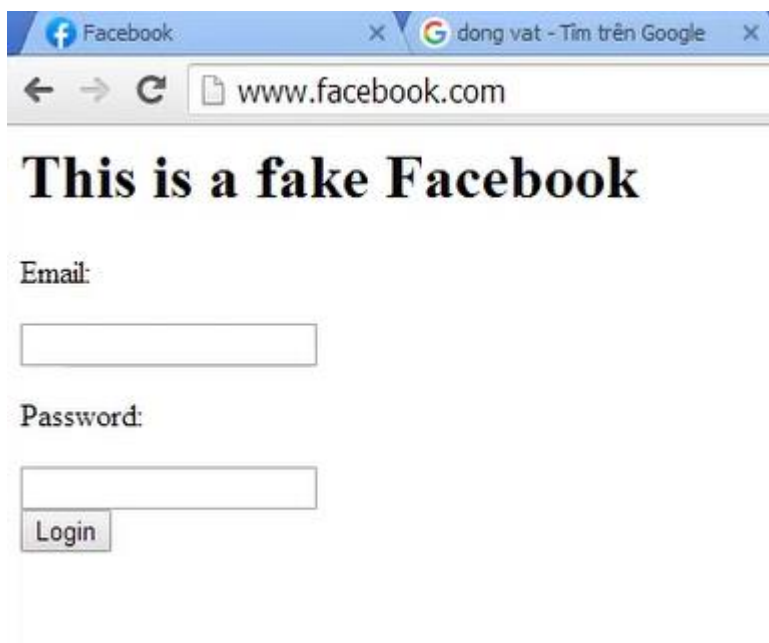 Facebook
dong vat - Tìm trên Google
www.facebook.com
This is a fake Facebook
Email:
Password:
Login